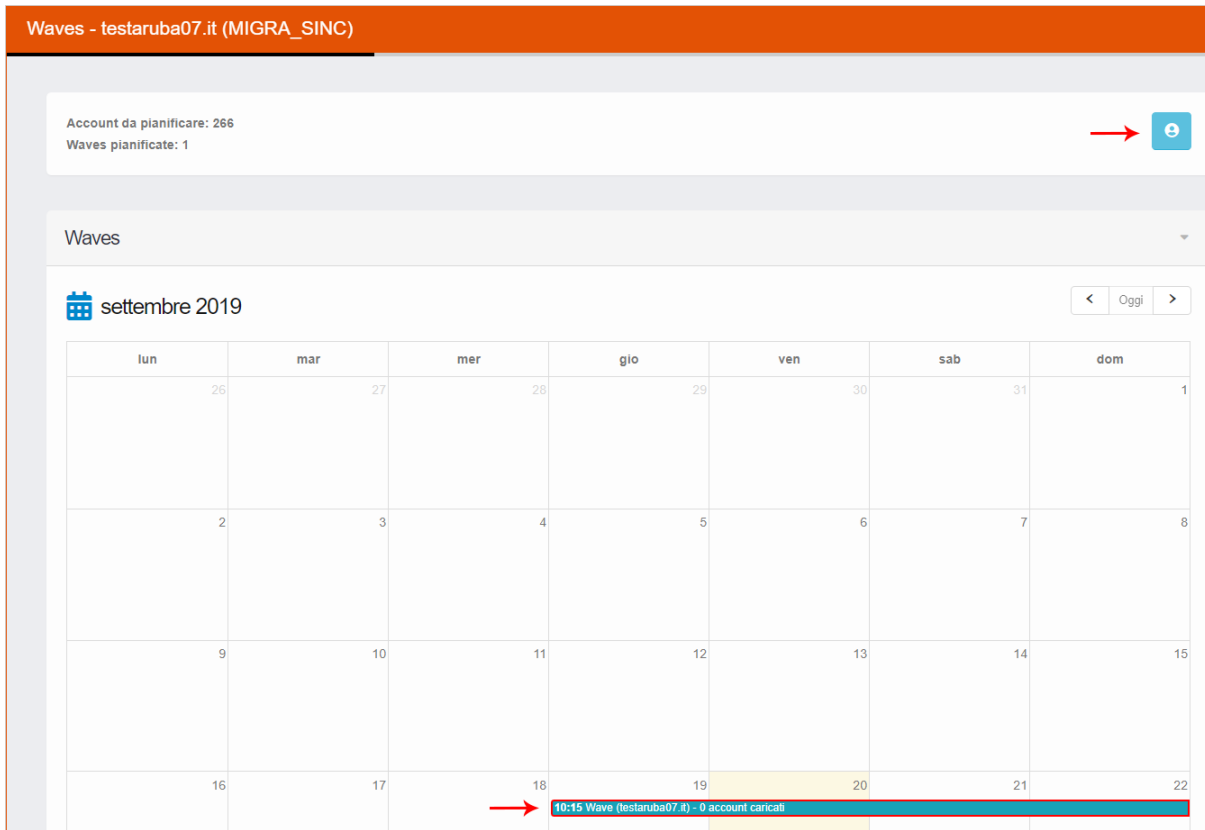 Waves - testaruba07.it (MIGRA_SINC)
Account da pianificare: 266
Waves pianificate: 1
Waves
settembre 2019
Oggi
lun mar mer gio ven sab dom
26 27 28 29 30 31 1
2 3 4 5 6 7 8
9 10 11 12 13 14 15
16 17 18 19 20 21 22
10:15 Wave (testaruba07.it) - 0 account caricati